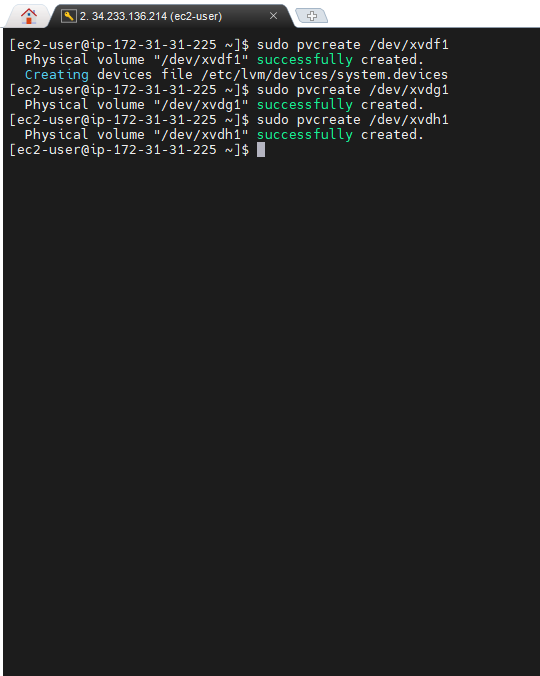 2. 34.233.136.214 (ec2-user)
[ec2-user@ip-172-31-31-225 ~]$ sudo pvcreate /dev/xvdf1
  Physical volume "/dev/xvdf1" successfully created.
  Creating devices file /etc/lvm/devices/system.devices
[ec2-user@ip-172-31-31-225 ~]$ sudo pvcreate /dev/xvdg1
  Physical volume "/dev/xvdg1" successfully created.
[ec2-user@ip-172-31-31-225 ~]$ sudo pvcreate /dev/xvdh1
  Physical volume "/dev/xvdh1" successfully created.
[ec2-user@ip-172-31-31-225 ~]$